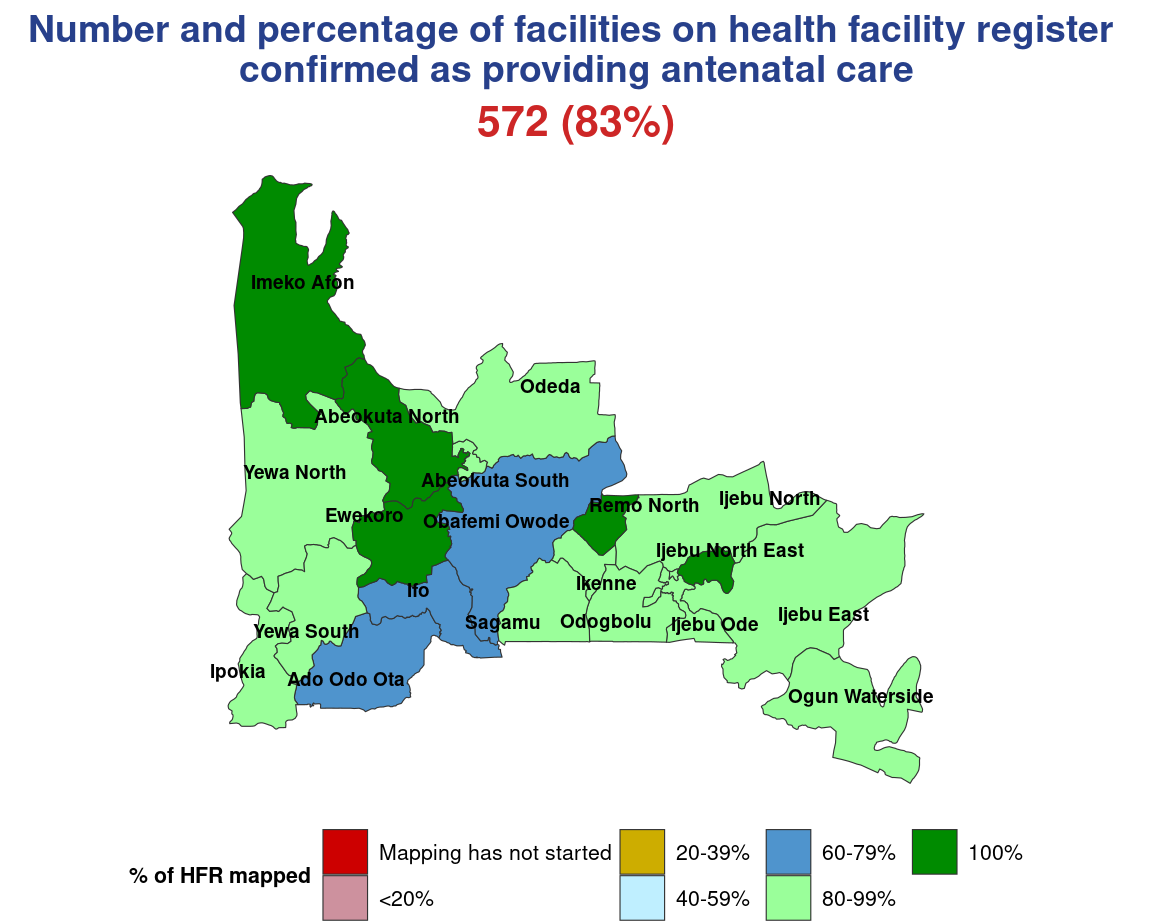 Number and percentage of facilities on health facility register
confirmed as providing antenatal care
572 (83%)
Imeko Afon
Odeda
Abeokuta North
Yewa North
Abeokuta South
Ijebu North
Remo North
Ewekoro
Obafemi Owode
Ijebu North East
Ikenne
Ifo
Ijebu East
Sagamu
Odogbolu
Ijebu Ode
Yewa South
Ipokia
Ado Odo Ota
Ogun Waterside
% of HFR mapped
Mapping has not started
<20%
20-39%
40-59%
60-79%
80-99%
100%